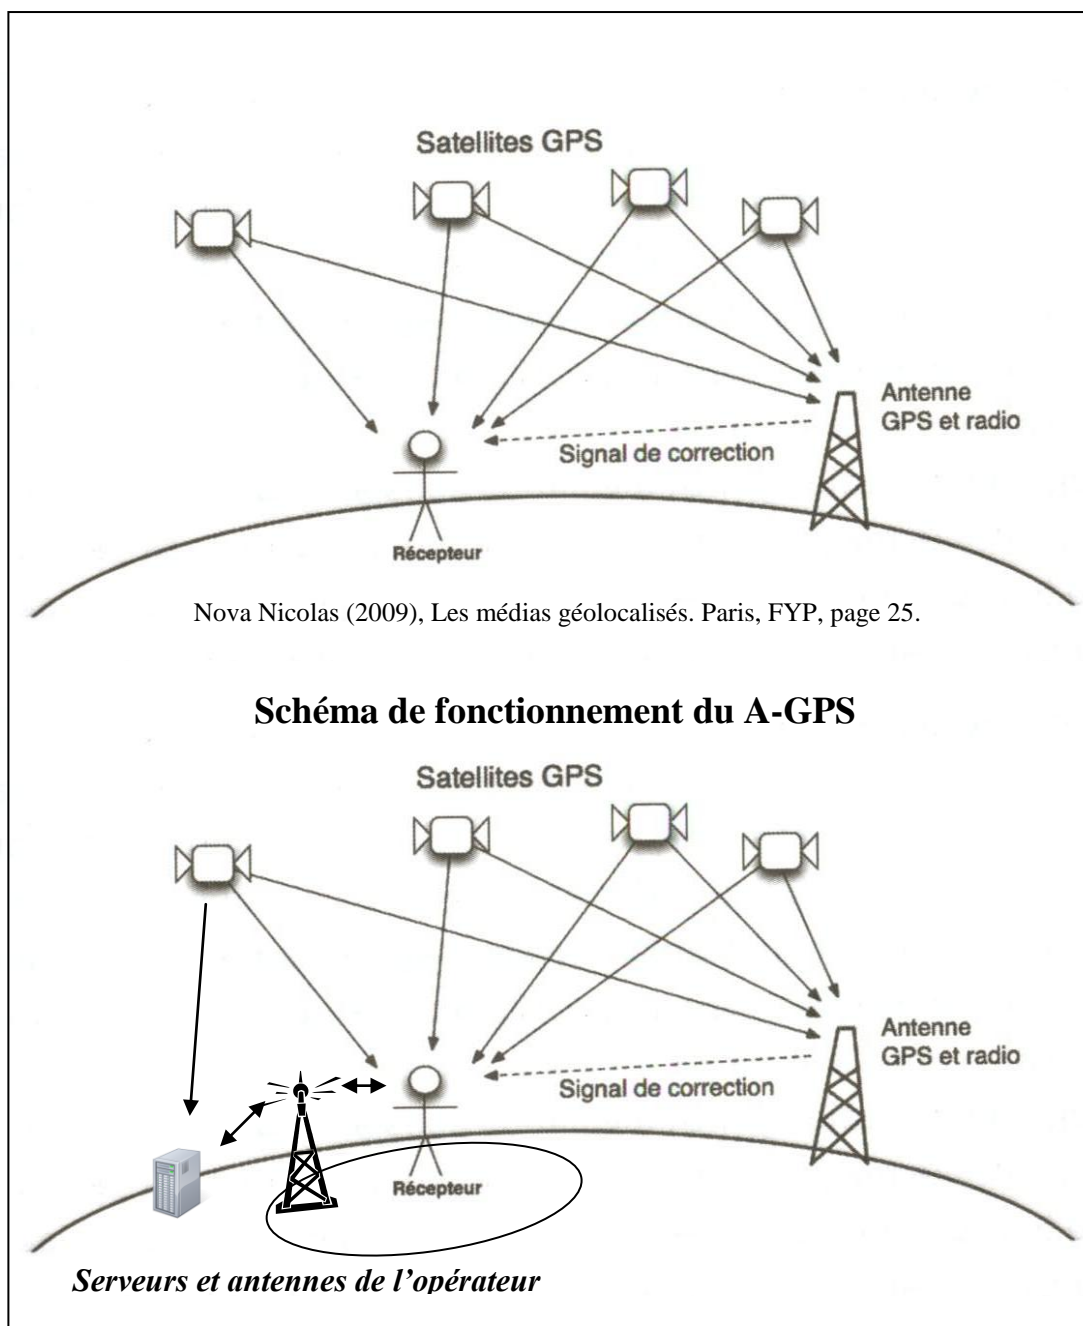 Satellites GPS
Antenne
GPS et radio
Signal de correction
Récepteur
Nova Nicolas (2009), Les médias géolocalisés. Paris, FYP, page 25.
Schéma de fonctionnement du A-GPS
Satellites GPS
Antenne
GPS et radio
Signal de correction
Récepteur
Serveurs et antennes de l’opérateur